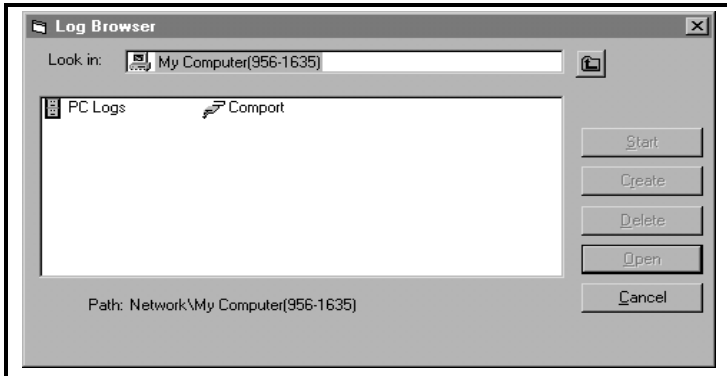 Log Browser
Look in: My Computer(956-1635)
PC Logs Comport
Start
Create
Delete
Open
Cancel
Path: Network\My Computer(956-1635)